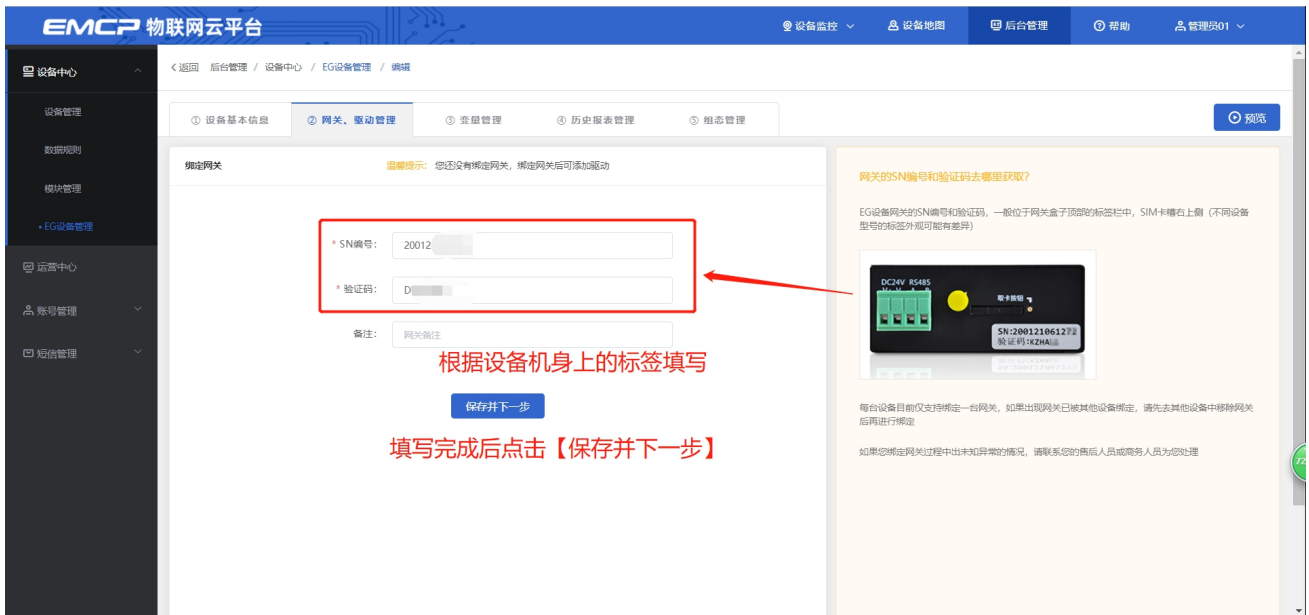 EMCP 物联网云平台
设备监控
设备地图
后台管理
帮助
管理员01
设备中心
设备管理
数据规则
模块管理
EG设备管理
运营中心
账号管理
短信管理
<返回 后台管理 / 设备中心 / EG设备管理 / 编辑
① 设备基本信息
② 网关、驱动管理
③ 变量管理
④ 历史报表管理
⑤ 组态管理
预览
绑定网关
温馨提示: 您还没有绑定网关，绑定网关后可添加驱动
* SN编号: 20012
* 验证码: D
备注: 网关备注
根据设备机身上的标签填写
保存并下一步
填写完成后点击【保存并下一步】
网关的SN编号和验证码去哪里获取?
EG设备网关的SN编号和验证码，一般位于网关盒子顶部的标签栏中，SIM卡槽右上侧（不同设备
型号的标签外观可能有差异）
DC24V RS485
V- V+ A B
取卡按钮
SN:200121061272
验证码:KZHA
每台设备目前仅支持绑定一台网关，如果出现网关已被其他设备绑定，请先去其他设备中移除网关
后再进行绑定
如果您绑定网关过程中出未知异常的情况，请联系您的售后人员或商务人员为您处理
72